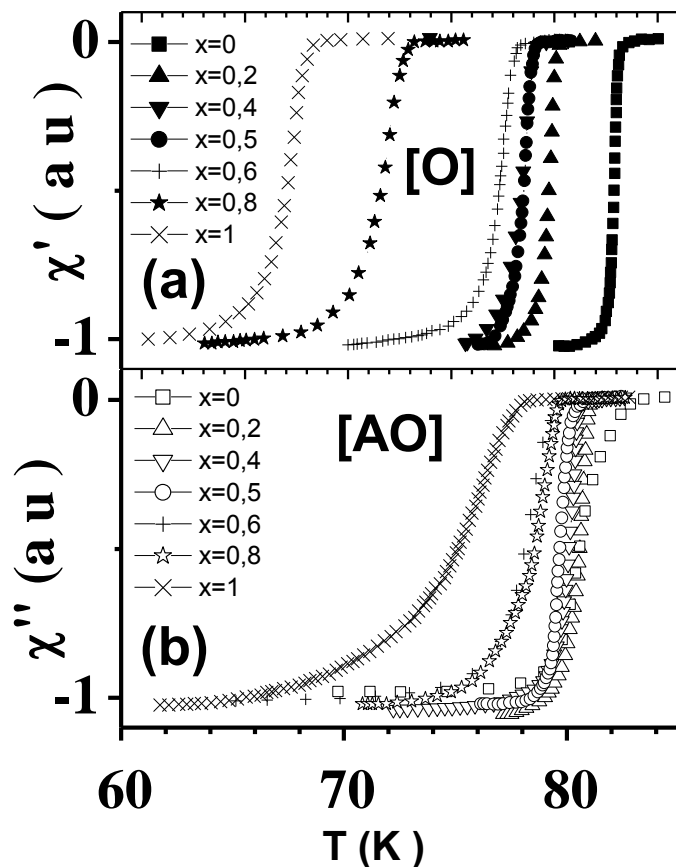 0
x=0
x=0,2
x=0,4
x=0,5
x=0,6
x=0,8
x=1
[O]
(a)
χ' ( a u )
-1
0
x=0
x=0,2
x=0,4
x=0,5
x=0,6
x=0,8
x=1
[AO]
(b)
χ'' (a u)
-1
60 70 80
T (K)